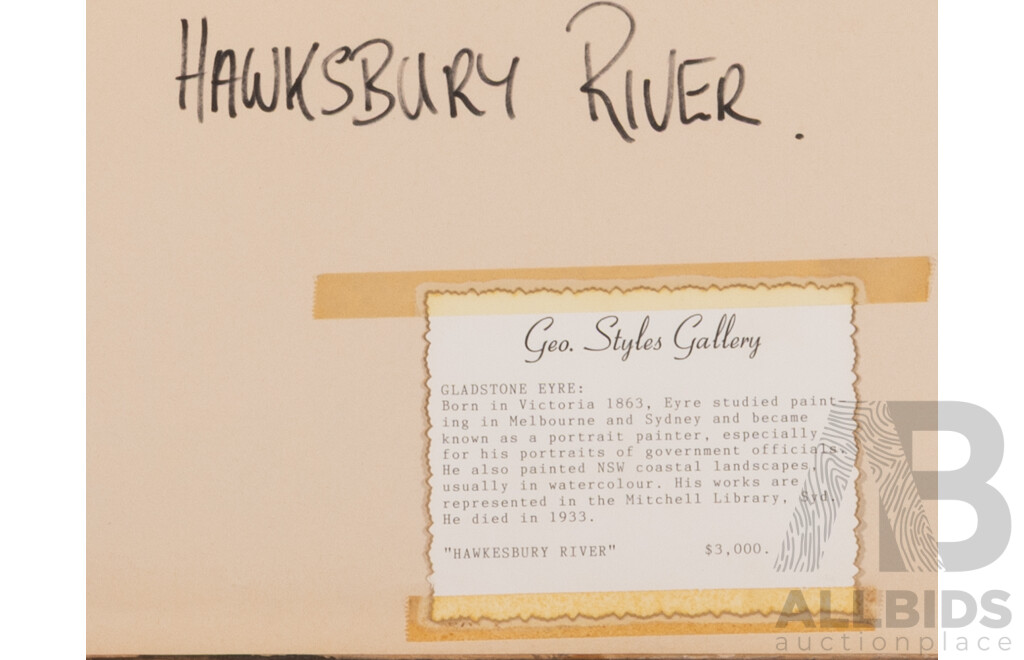 HAWKSBURY RIVER.
Geo. Styles Gallery
GLADSTONE EYRE:
Born in Victoria 1863, Eyre studied paint-
ing in Melbourne and Sydney and became
known as a portrait painter, especially
for his portraits of government officials.
He also painted NSW coastal landscapes,
usually in watercolour. His works are
represented in the Mitchell Library, Syd.
He died in 1933.
"HAWKESBURY RIVER" $3,000.
AB
ALLBIDS
auctionplace